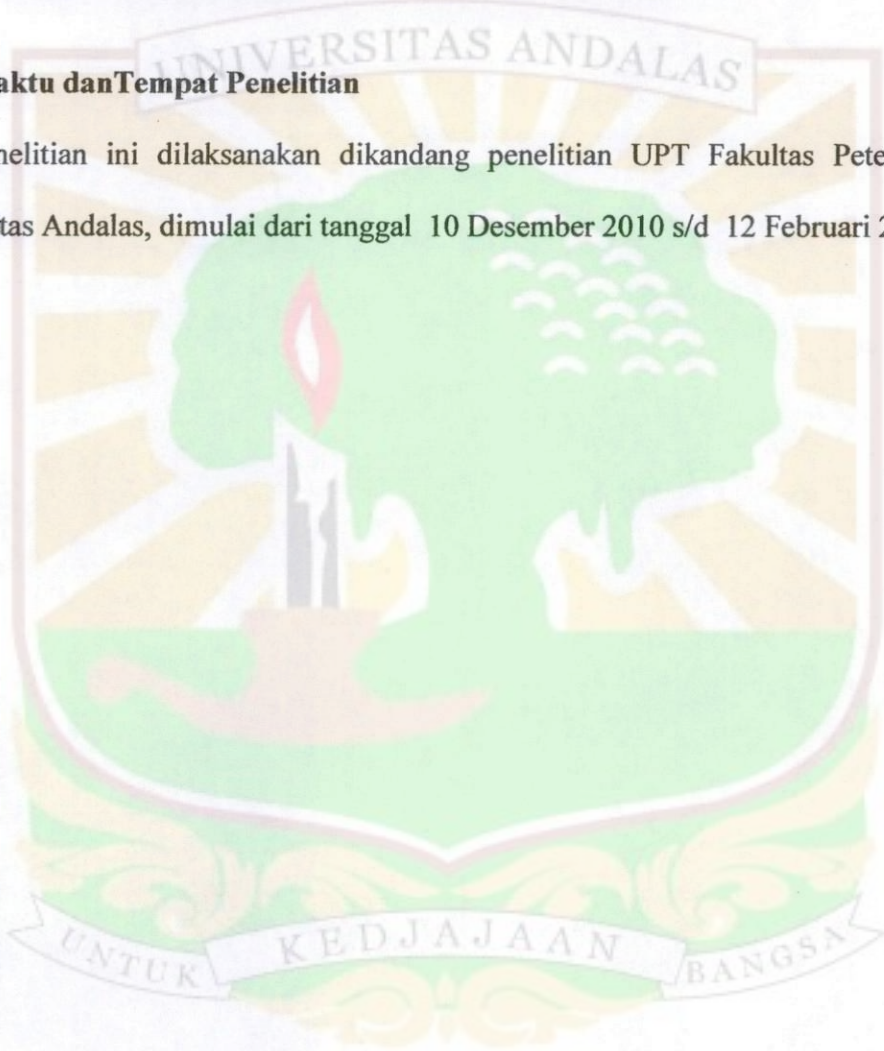 UNIVERSITAS ANDALAS
aktu danTempat Penelitian
nelitian ini dilaksanakan dikandang penelitian UPT Fakultas Pete
tas Andalas, dimulai dari tanggal 10 Desember 2010 s/d 12 Februari 2
UNTUK KEDJAJAAN BANGSA